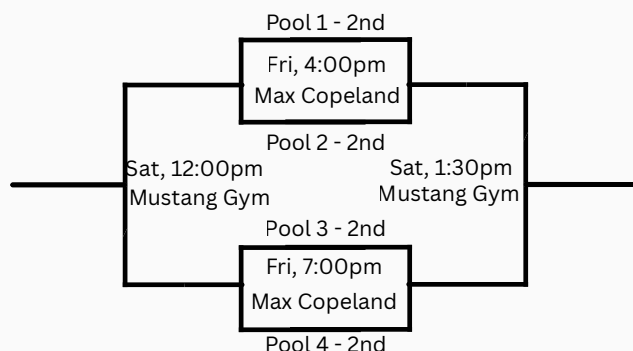 Pool 1 - 2nd
Fri, 4:00pm
Max Copeland
Pool 2 - 2nd
Sat, 12:00pm
Mustang Gym
Sat, 1:30pm
Mustang Gym
Pool 3 - 2nd
Fri, 7:00pm
Max Copeland
Pool 4 - 2nd